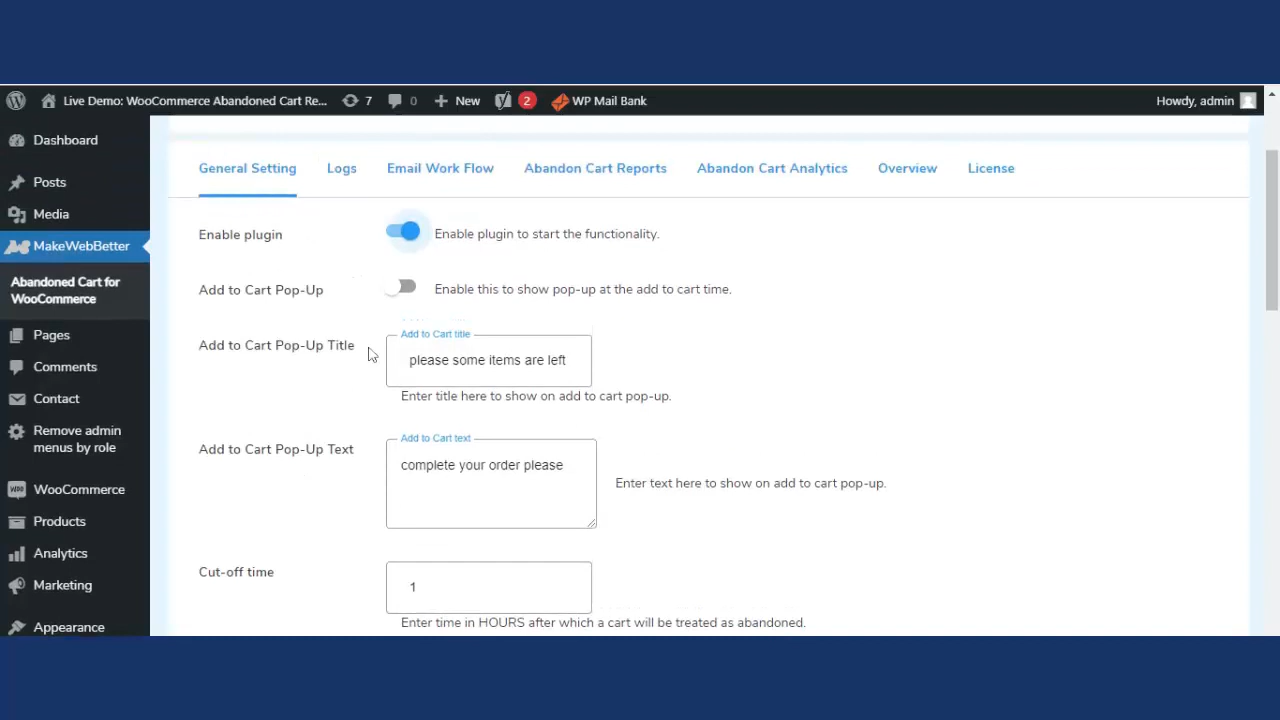 Live Demo: WooCommerce Abandoned Cart Re... 7 0 New 2 WP Mail Bank Howdy, admin
Dashboard
Posts
Media
MakeWebBetter
Abandoned Cart for
WooCommerce
Pages
Comments
Contact
Remove admin
menus by role
WooCommerce
Products
Analytics
Marketing
Appearance
General Setting Logs Email Work Flow Abandon Cart Reports Abandon Cart Analytics Overview License
Enable plugin Enable plugin to start the functionality.
Add to Cart Pop-Up Enable this to show pop-up at the add to cart time.
Add to Cart title
Add to Cart Pop-Up Title please some items are left
Enter title here to show on add to cart pop-up.
Add to Cart text
Add to Cart Pop-Up Text complete your order please
Enter text here to show on add to cart pop-up.
Cut-off time 1
Enter time in HOURS after which a cart will be treated as abandoned.